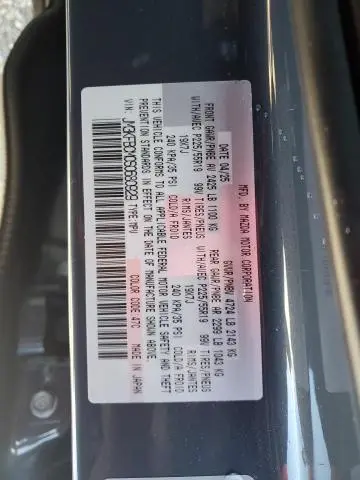 MFD. BY MAZDA MOTOR CORPORATION
DATE 04/25 GVWR/PNBV 4724 LB 2143 KG
FRONT GAWR/PNBE AV 2425 LB 1100 KG REAR GAWR/PNBE AR 2299 LB 1043 KG
WITH/AVEC P225/55R19 99V TIRES/PNEUS WITH/AVEC P225/55R19 99V TIRES/PNEUS
19X7J RIMS/JANTES 19X7J RIMS/JANTES
240 KPA/35 PSI COLD/A FROID 240 KPA/35 PSI COLD/A FROID
THIS VEHICLE CONFORMS TO ALL APPLICABLE FEDERAL MOTOR VEHICLE SAFETY AND THEFT
PREVENTION STANDARDS IN EFFECT ON THE DATE OF MANUFACTURE SHOWN ABOVE.
VIN: TYPE:MPV COLOR CODE: 47C MADE IN JAPAN